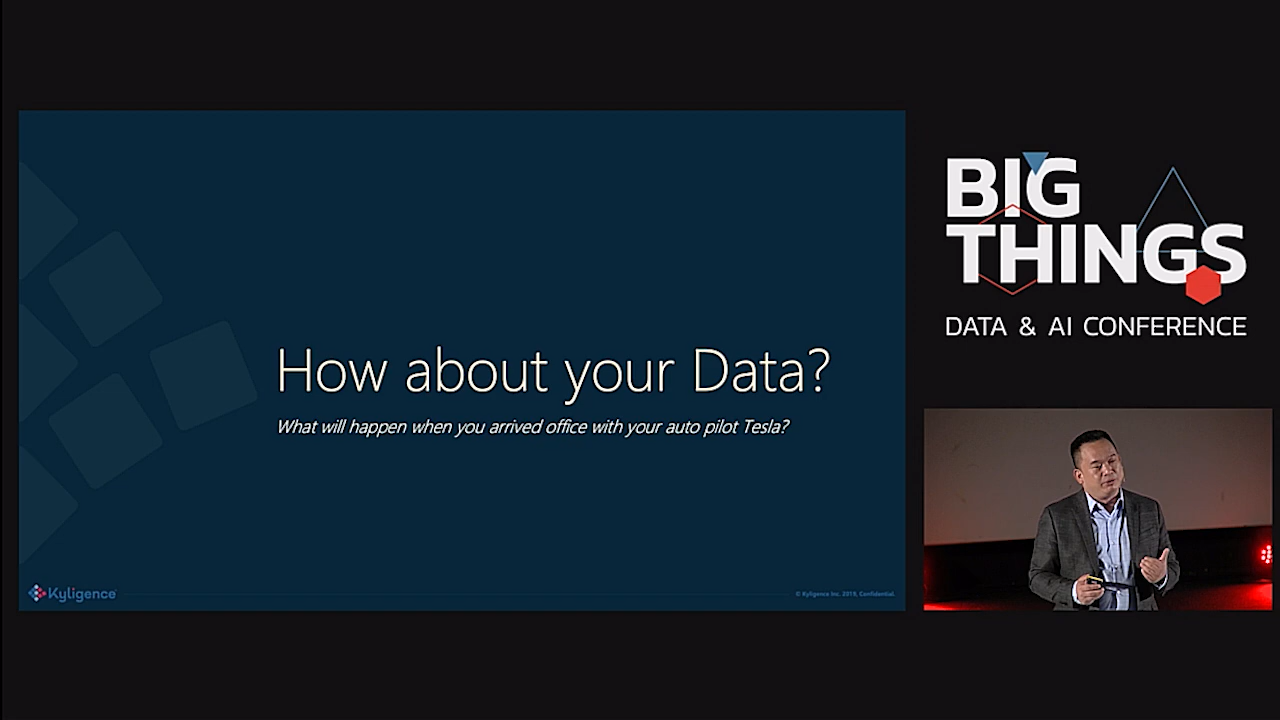 How about your Data?
What will happen when you arrived office with your auto pilot Tesla?
Kyligence
© Kyligence Inc. 2019, Confidential.
BIG
THINGS
DATA & AI CONFERENCE